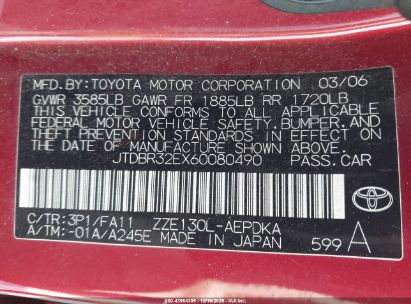 MFD. BY: TOYOTA MOTOR CORPORATION 03/06
GVWR 3585LB GAWR FR 1885LB RR 1720LB
THIS VEHICLE CONFORMS TO ALL APPLICABLE
FEDERAL MOTOR VEHICLE SAFETY, BUMPER, AND
THEFT PREVENTION STANDARDS IN EFFECT ON
THE DATE OF MANUFACTURE SHOWN ABOVE.
JTDBR32EX60080490 PASS.CAR
TOYOTA
C/TR:3P1/FA11 ZZE130L-AEPDKA
A/TM:-01A/A245E MADE IN JAPAN 599 A